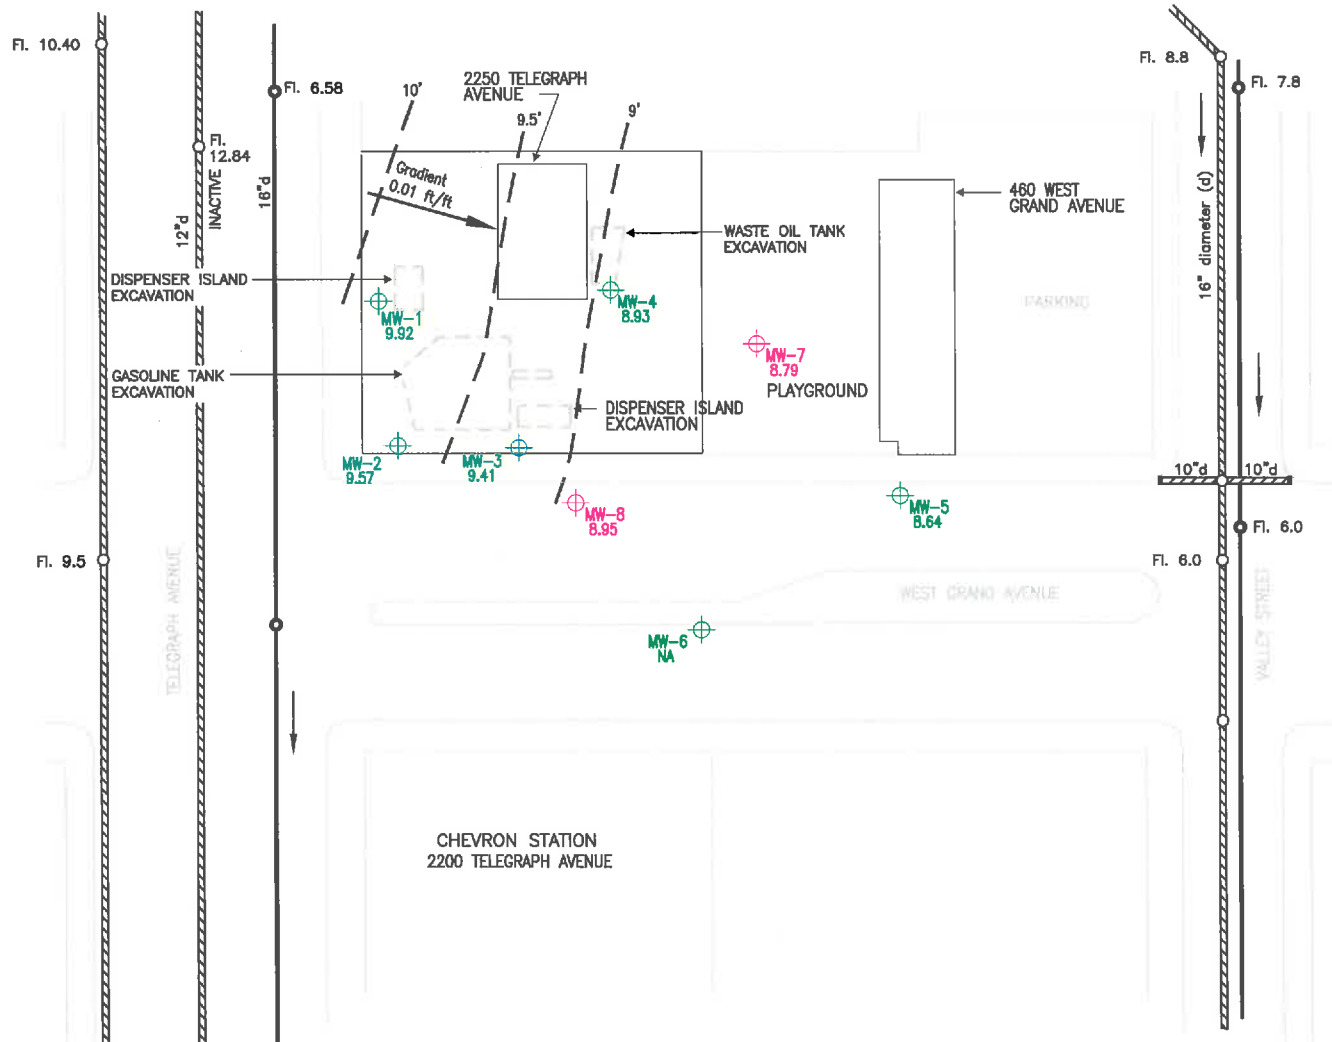 Fl. 10.40
Fl. 8.8
Fl. 7.8
Fl. 6.58
10'
2250 TELEGRAPH
AVENUE
9.5'
9'
Fl.
12.84
INACTIVE
12"d
16"d
Gradient
0.01 ft/ft
460 WEST
GRAND AVENUE
16" diameter (d)
WASTE OIL TANK
EXCAVATION
DISPENSER ISLAND
EXCAVATION
PARKING
MW-1
9.92
MW-4
8.93
MW-7
8.79
PLAYGROUND
GASOLINE TANK
EXCAVATION
DISPENSER ISLAND
EXCAVATION
MW-2
9.57
MW-3
9.41
10"d
10"d
MW-8
8.95
MW-5
8.64
Fl. 6.0
Fl. 9.5
Fl. 6.0
TELEGRAPH AVENUE
WEST GRAND AVENUE
VALLEY STREET
MW-6
NA
CHEVRON STATION
2200 TELEGRAPH AVENUE